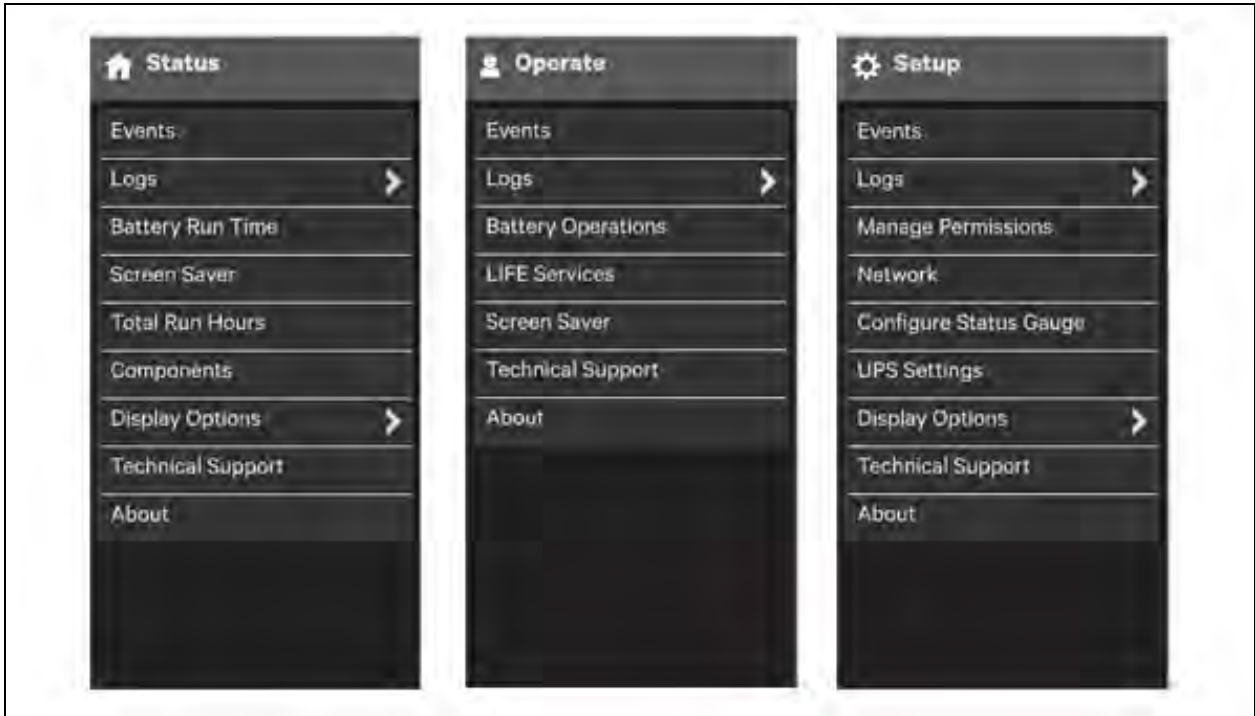 Status
Events
Logs
Battery Run Time
Screen Saver
Total Run Hours
Components
Display Options
Technical Support
About
Operate
Events
Logs
Battery Operations
LIFE Services
Screen Saver
Technical Support
About
Setup
Events
Logs
Manage Permissions
Network
Configure Status Gauge
UPS Settings
Display Options
Technical Support
About